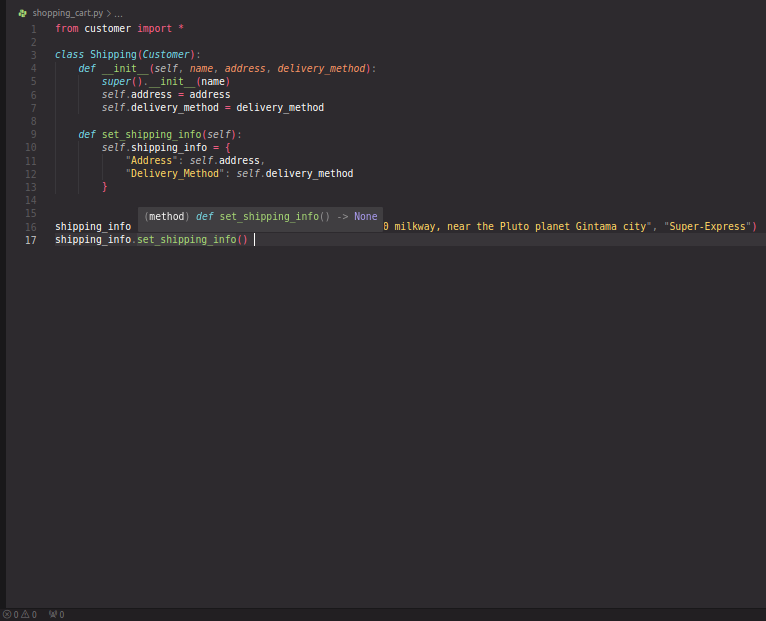 shopping_cart.py > ...
1 from customer import *
2
3 class Shipping(Customer):
4     def __init__(self, name, address, delivery_method):
5         super().__init__(name)
6         self.address = address
7         self.delivery_method = delivery_method
8
9     def set_shipping_info(self):
10         self.shipping_info = {
11             "Address": self.address,
12             "Delivery_Method": self.delivery_method
13         }
14
15
(method) def set_shipping_info() -> None
16 shipping_info 0 milkway, near the Pluto planet Gintama city", "Super-Express")
17 shipping_info.set_shipping_info()
0 0 0